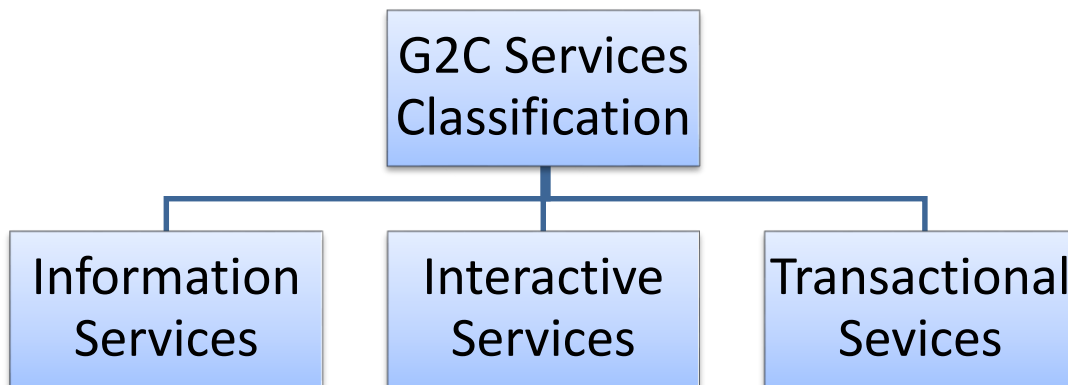 G2C Services
Classification
Information
Services
Interactive
Services
Transactional
Sevices